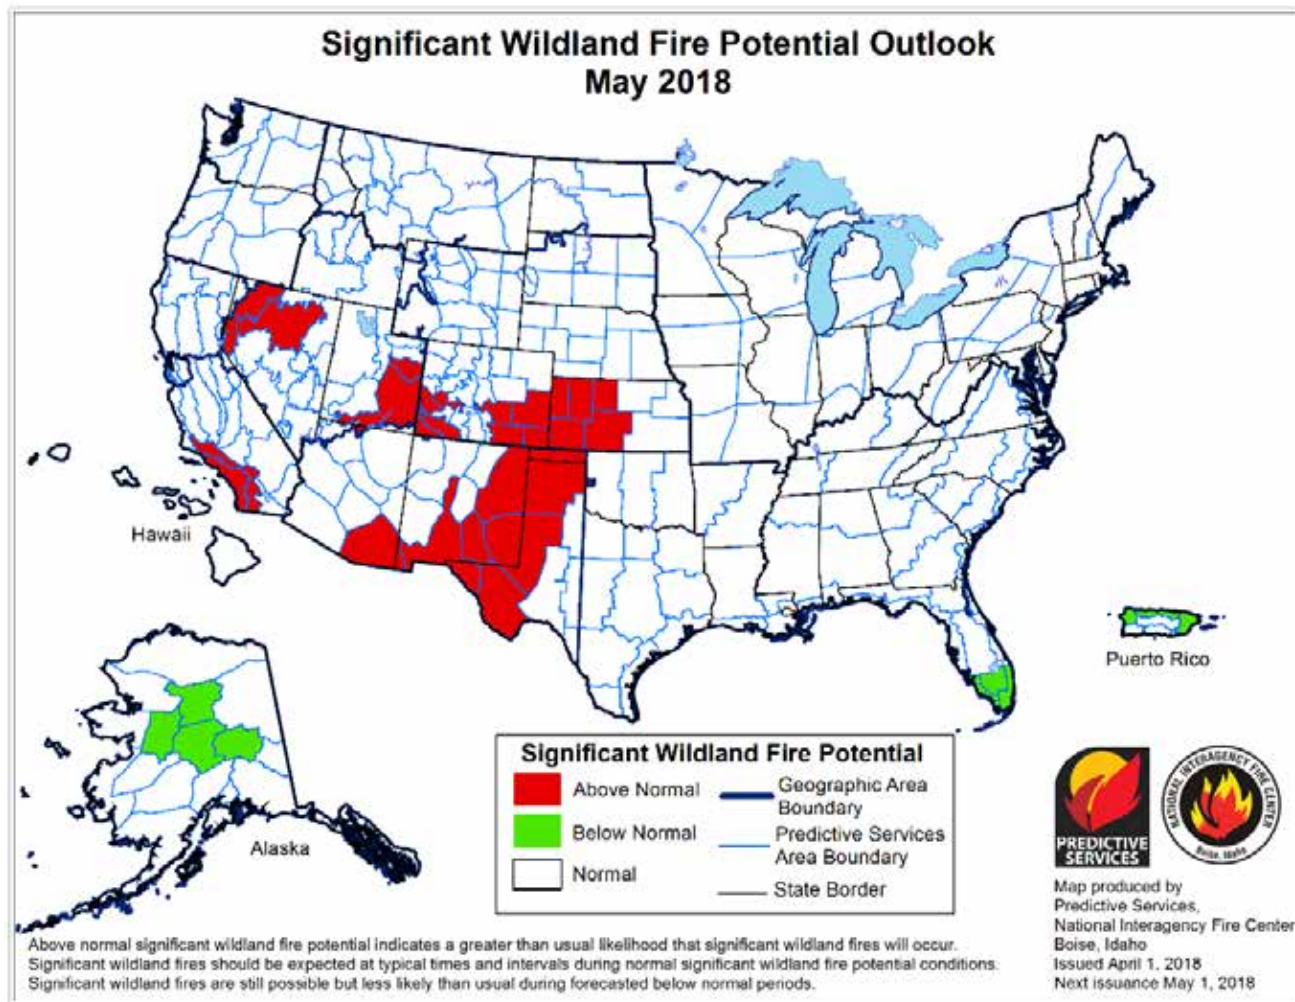 Significant Wildland Fire Potential Outlook
May 2018
Hawaii
Puerto Rico
Alaska
Significant Wildland Fire Potential
Above Normal
Below Normal
Normal
Geographic Area
Boundary
Predictive Services
Area Boundary
State Border
PREDICTIVE
SERVICES
NATIONAL INTERAGENCY FIRE CENTER
Boise, Idaho
Map produced by
Predictive Services,
National Interagency Fire Center
Boise, Idaho
Issued April 1, 2018
Next issuance May 1, 2018
Above normal significant wildland fire potential indicates a greater than usual likelihood that significant wildland fires will occur.
Significant wildland fires should be expected at typical times and intervals during normal significant wildland fire potential conditions.
Significant wildland fires are still possible but less likely than usual during forecasted below normal periods.